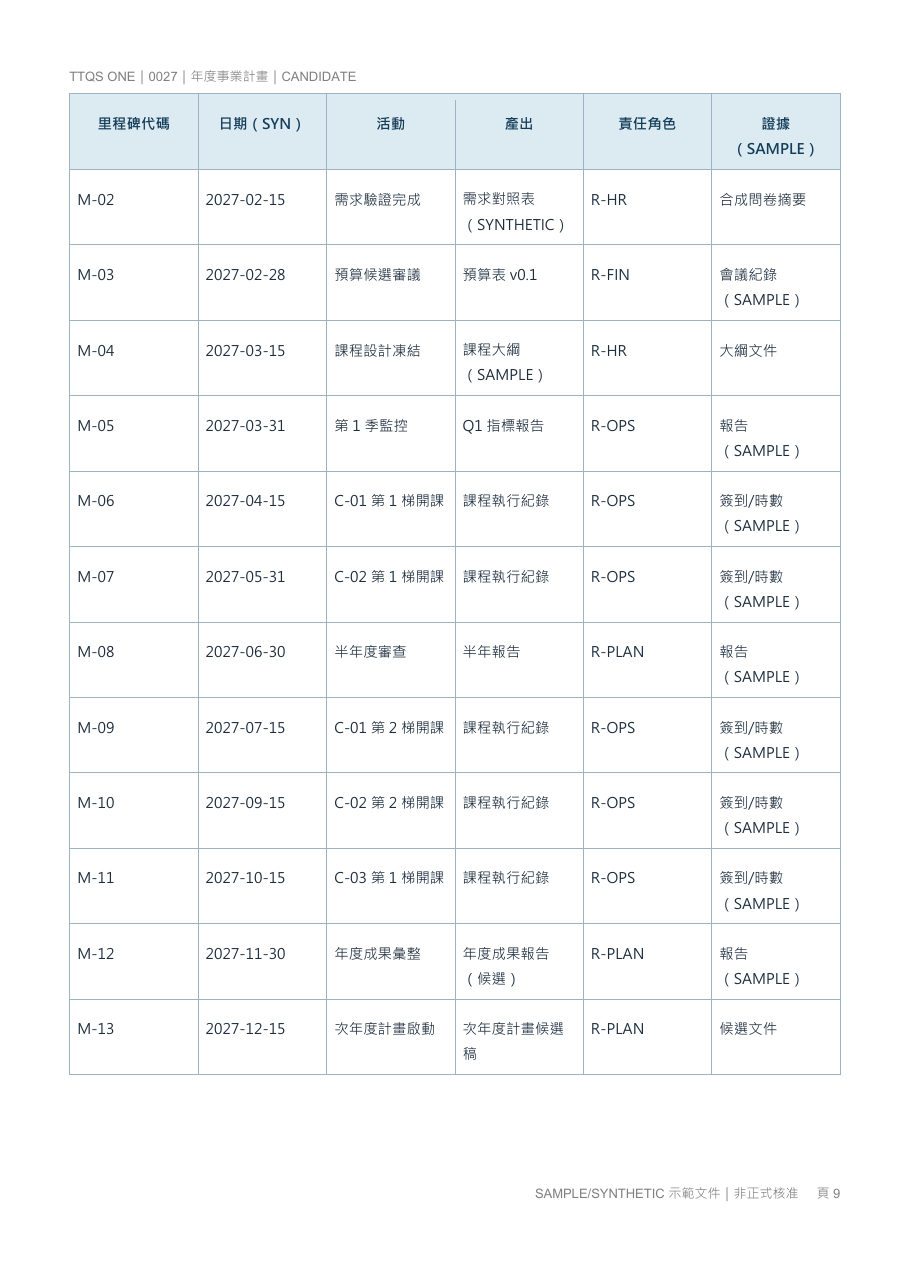 TTQS ONE｜0027｜年度事業計畫｜CANDIDATE
里程碑代碼 日期（SYN） 活動 產出 責任角色 證據
（SAMPLE）
M-02 2027-02-15 需求驗證完成 需求對照表 R-HR 合成問卷摘要
（SYNTHETIC）
M-03 2027-02-28 預算候選審議 預算表 v0.1 R-FIN 會議紀錄
（SAMPLE）
M-04 2027-03-15 課程設計凍結 課程大綱 R-HR 大綱文件
（SAMPLE）
M-05 2027-03-31 第 1 季監控 Q1 指標報告 R-OPS 報告
（SAMPLE）
M-06 2027-04-15 C-01 第 1 梯開課 課程執行紀錄 R-OPS 簽到/時數
（SAMPLE）
M-07 2027-05-31 C-02 第 1 梯開課 課程執行紀錄 R-OPS 簽到/時數
（SAMPLE）
M-08 2027-06-30 半年度審查 半年報告 R-PLAN 報告
（SAMPLE）
M-09 2027-07-15 C-01 第 2 梯開課 課程執行紀錄 R-OPS 簽到/時數
（SAMPLE）
M-10 2027-09-15 C-02 第 2 梯開課 課程執行紀錄 R-OPS 簽到/時數
（SAMPLE）
M-11 2027-10-15 C-03 第 1 梯開課 課程執行紀錄 R-OPS 簽到/時數
（SAMPLE）
M-12 2027-11-30 年度成果彙整 年度成果報告 R-PLAN 報告
（候選） （SAMPLE）
M-13 2027-12-15 次年度計畫啟動 次年度計畫候選 R-PLAN 候選文件
稿
SAMPLE/SYNTHETIC 示範文件｜非正式核准 頁 9